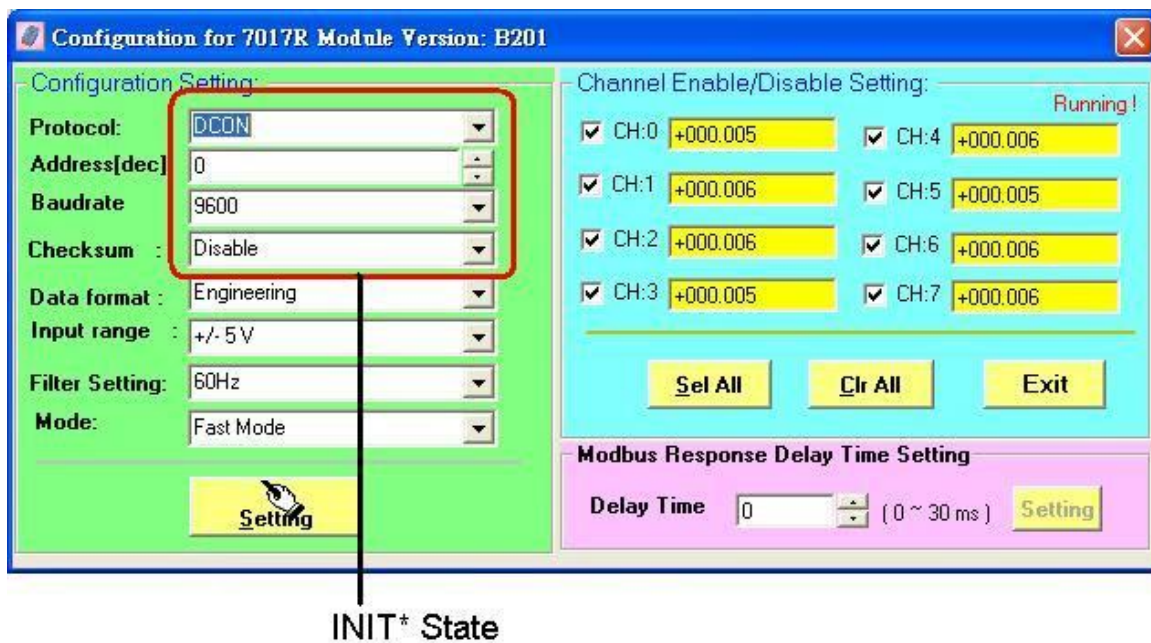 Configuration for 7017R Module Version: B201
Configuration Setting:
Protocol: DCON
Address[dec] 0
Baudrate 9600
Checksum : Disable
Data format : Engineering
Input range : +/- 5 V
Filter Setting: 60Hz
Mode: Fast Mode
Setting
Channel Enable/Disable Setting:
Running !
CH:0 +000.005 CH:4 +000.006
CH:1 +000.006 CH:5 +000.005
CH:2 +000.006 CH:6 +000.006
CH:3 +000.005 CH:7 +000.006
Sel All Clr All Exit
Modbus Response Delay Time Setting
Delay Time 0 ( 0 ~ 30 ms ) Setting
INIT* State